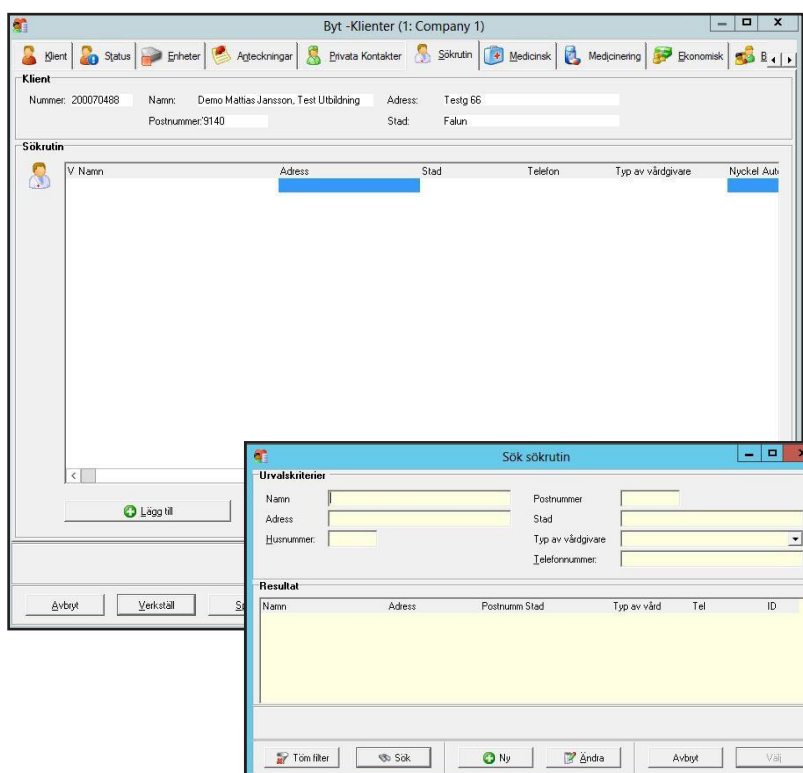 Byt -Klienter (1: Company 1)
Klient Status Enheter Anteckningar Privata Kontakter Sökrutin Medicinsk Medicinering Ekonomisk B
Klient
Nummer: 200070488 Namn: Demo Mattias Jansson, Test Utbildning Adress: Testg 66
Postnummer:'9140 Stad: Falun
Sökrutin
V Namn Adress Stad Telefon Typ av vårdgivare Nyckel Auto
Lägg till
Avbryt Verkställ Sp
Sök sökrutin
Urvalskriterier
Namn Postnummer
Adress Stad
Husnummer: Typ av vårdgivare
Telefonnummer:
Resultat
Namn Adress Postnumm Stad Typ av vård Tel ID
Töm filter Sök Ny Ändra Avbryt Välj